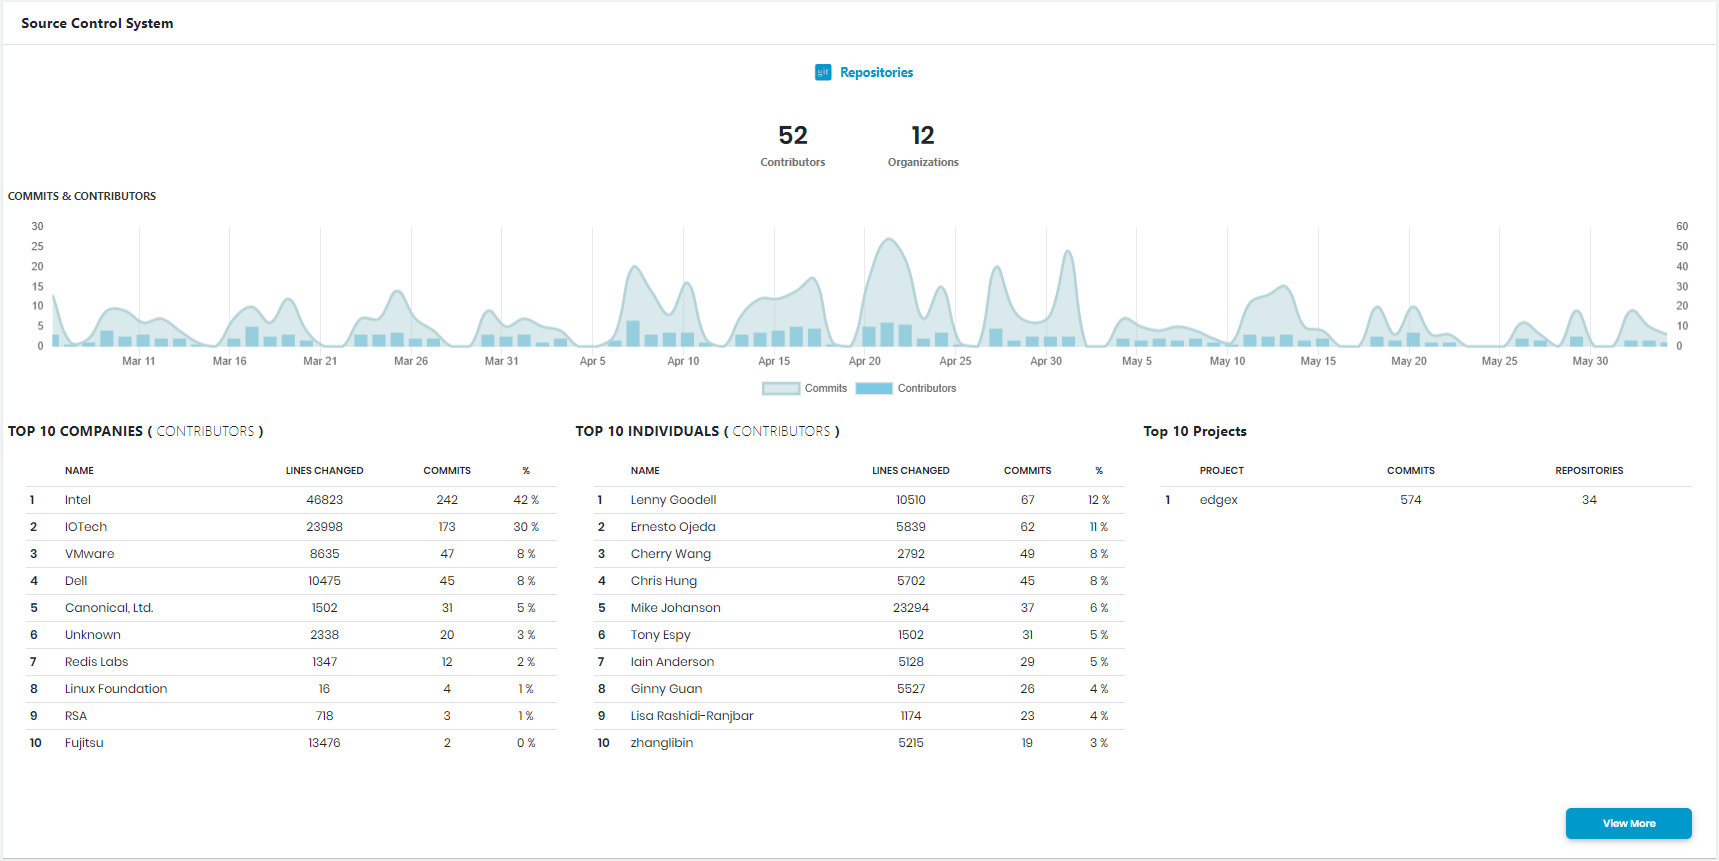 Source Control System
git Repositories
52 12
Contributors Organizations
COMMITS & CONTRIBUTORS
30 60
25 50
20 40
15 30
10 20
5 10
0 0
Mar 11 Mar 16 Mar 21 Mar 26 Mar 31 Apr 5 Apr 10 Apr 15 Apr 20 Apr 25 Apr 30 May 5 May 10 May 15 May 20 May 25 May 30
Commits Contributors
TOP 10 COMPANIES ( CONTRIBUTORS )
NAME LINES CHANGED COMMITS %
1 Intel 46823 242 42 %
2 IOTech 23998 173 30 %
3 VMware 8635 47 8 %
4 Dell 10475 45 8 %
5 Canonical, Ltd. 1502 31 5 %
6 Unknown 2338 20 3 %
7 Redis Labs 1347 12 2 %
8 Linux Foundation 16 4 1 %
9 RSA 718 3 1 %
10 Fujitsu 13476 2 0 %
TOP 10 INDIVIDUALS ( CONTRIBUTORS )
NAME LINES CHANGED COMMITS %
1 Lenny Goodell 10510 67 12 %
2 Ernesto Ojeda 5839 62 11 %
3 Cherry Wang 2792 49 8 %
4 Chris Hung 5702 45 8 %
5 Mike Johanson 23294 37 6 %
6 Tony Espy 1502 31 5 %
7 Iain Anderson 5128 29 5 %
8 Ginny Guan 5527 26 4 %
9 Lisa Rashidi-Ranjbar 1174 23 4 %
10 zhanglibin 5215 19 3 %
Top 10 Projects
PROJECT COMMITS REPOSITORIES
1 edgex 574 34
View More